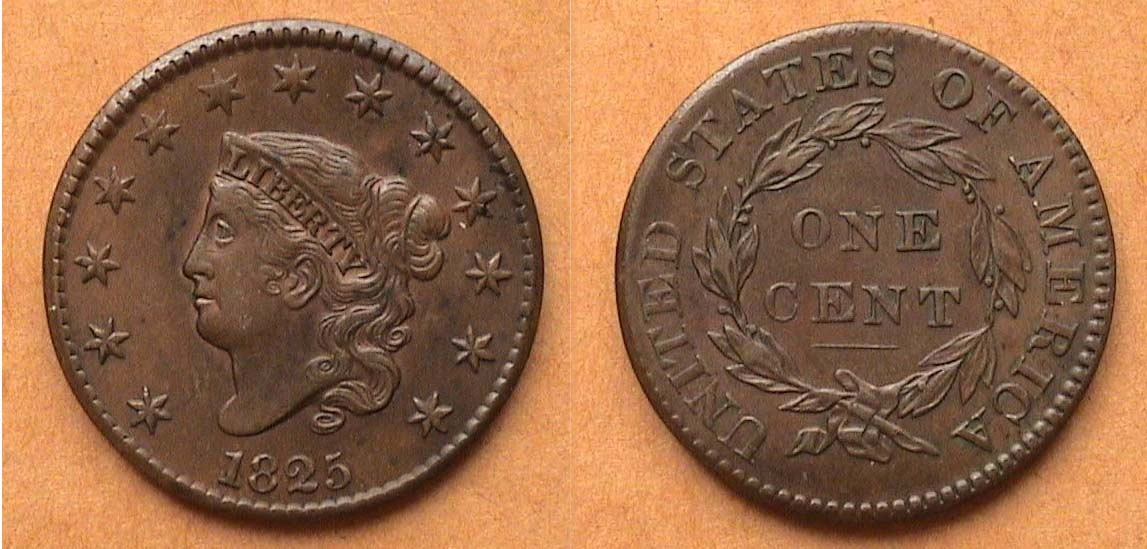 LIBERTY
1825
UNITED STATES OF AMERICA
ONE
CENT